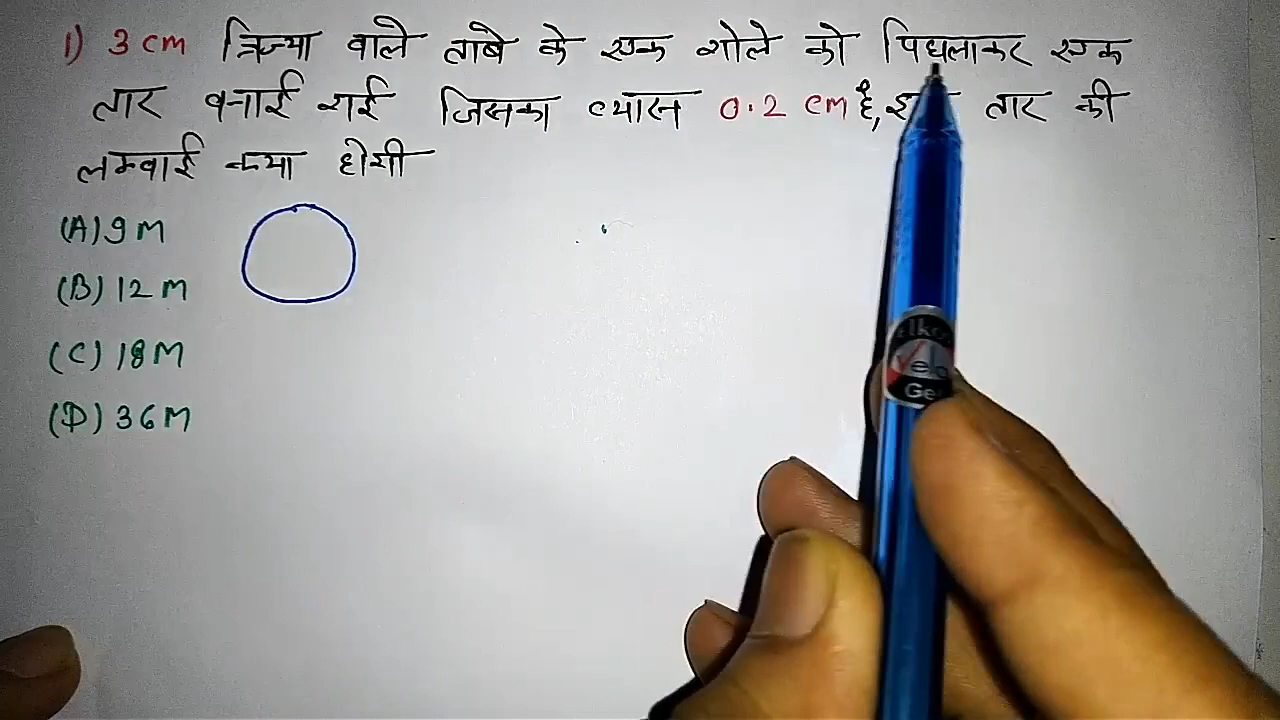 1) 3 cm त्रिज्या वाले तांबे के एक गोले को पिघलाकर एक
तार बनाई गई जिसका व्यास 0.2 cm है, तार की
लम्बाई क्या होगी
(A) 9 M
(B) 12 M
(C) 18 M
(D) 36 M